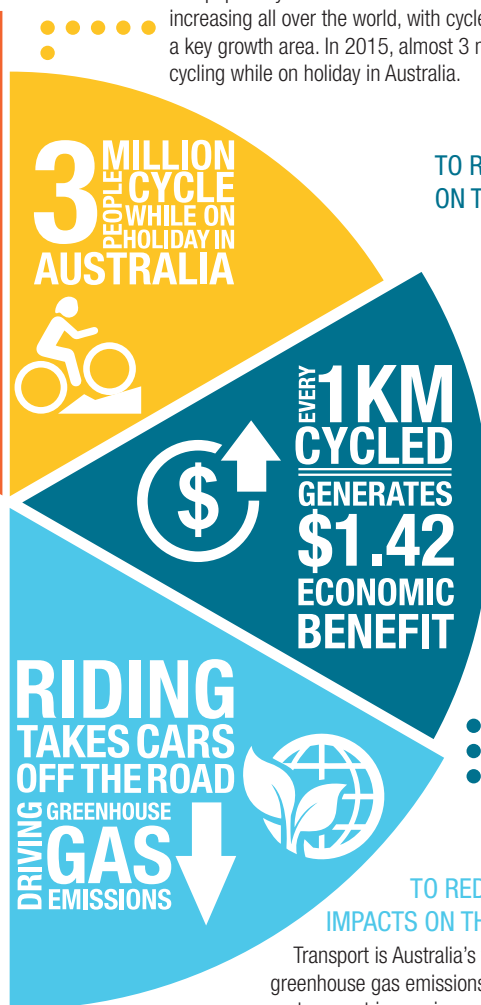 increasing all over the world, with cycle
a key growth area. In 2015, almost 3
cycling while on holiday in Australia.
3 PEOPLE MILLION
CYCLE
WHILE ON
HOLIDAY IN
AUSTRALIA
TO
ON
EVERY 1KM
CYCLED
GENERATES
$1.42
ECONOMIC
BENEFIT
$
RIDING
TAKES CARS
OFF THE ROAD
DRIVING GREENHOUSE
GAS
EMISSIONS
TO
IMPACTS ON
Transport is Australia's
greenhouse gas emissions